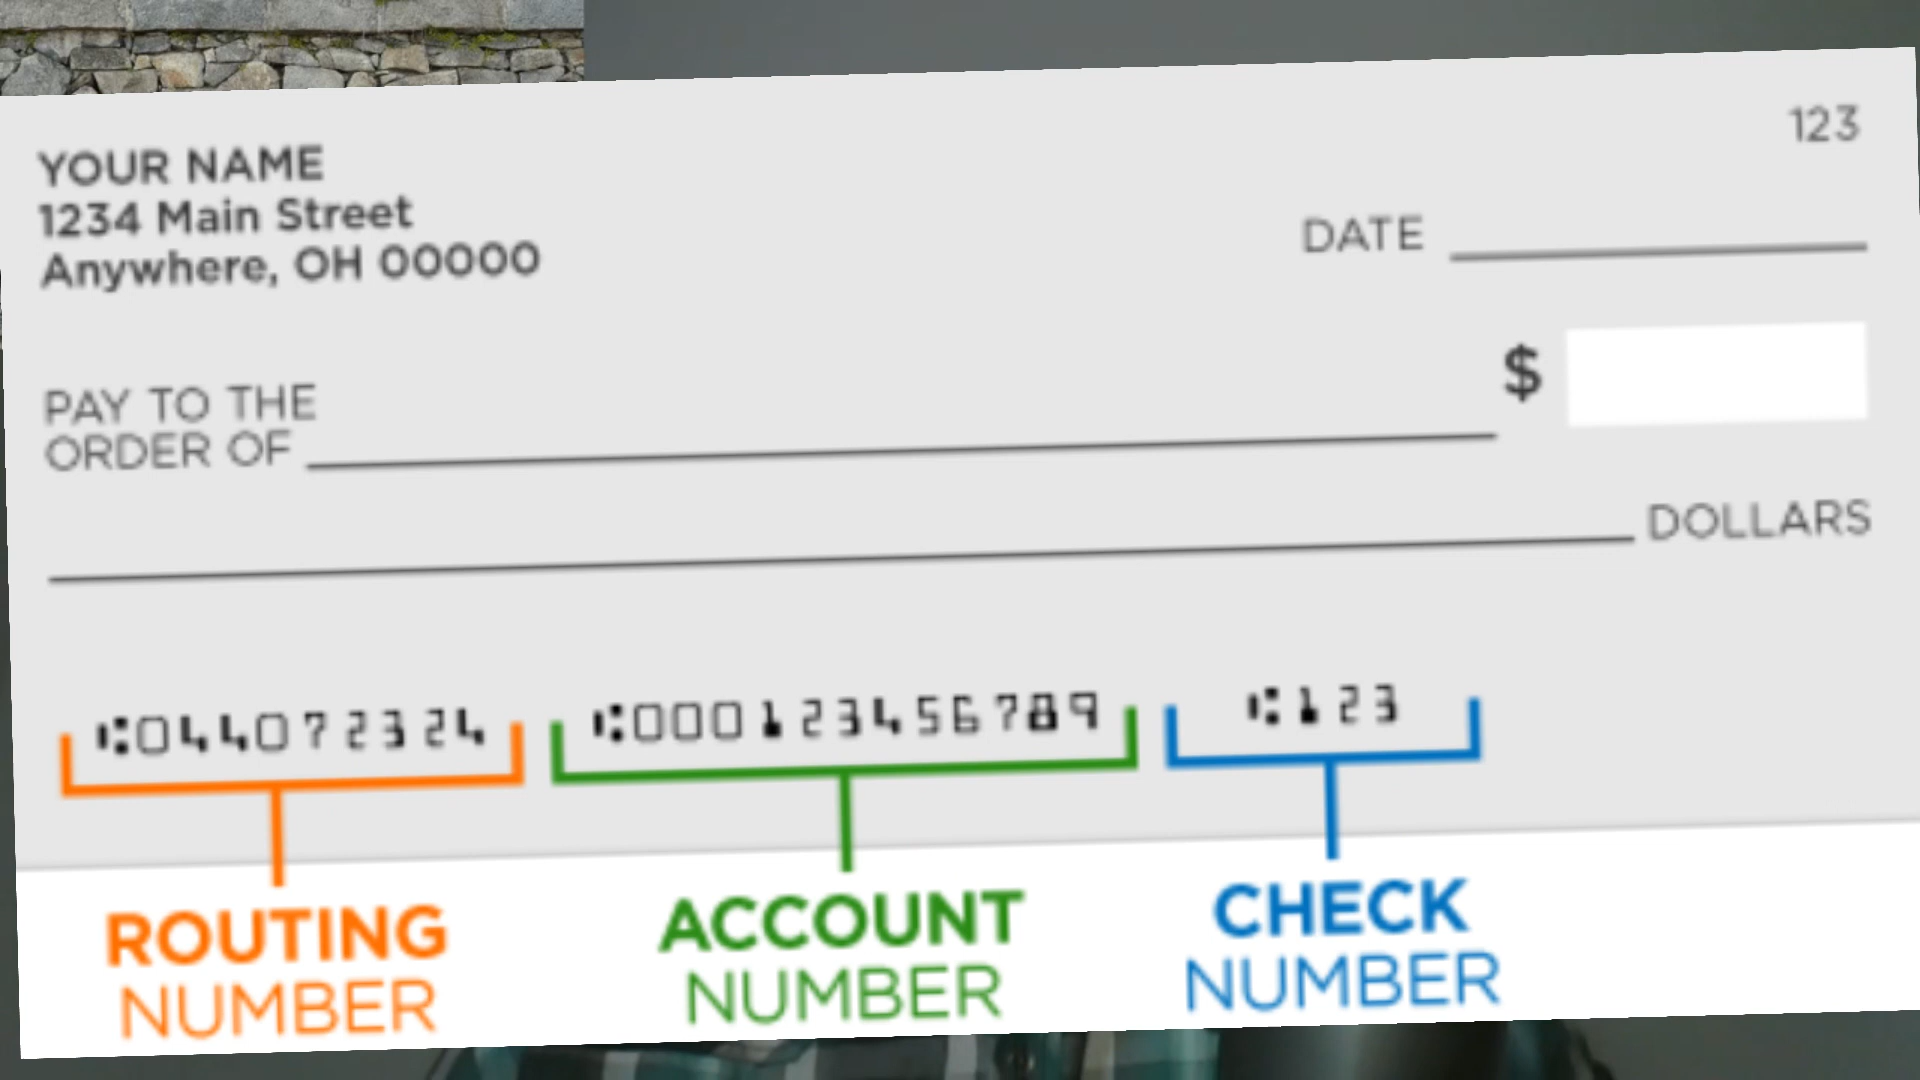 123
YOUR NAME
1234 Main Street
Anywhere, OH 00000
DATE
PAY TO THE
ORDER OF
$
DOLLARS
⑆044072324 ⑆000123456789 ⑆123
ROUTING NUMBER
ACCOUNT NUMBER
CHECK NUMBER